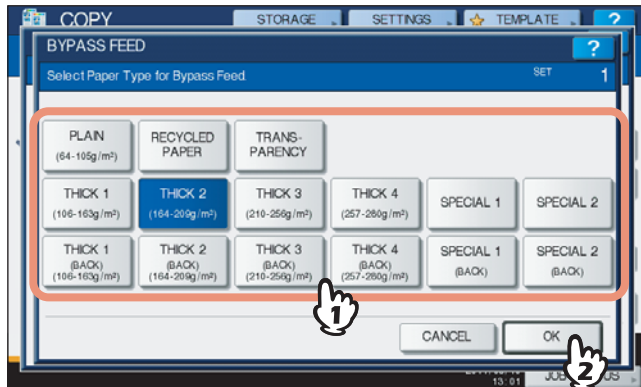 COPY STORAGE SETTINGS TEMPLATE ?
BYPASS FEED ?
Select Paper Type for Bypass Feed. SET 1
PLAIN
(64-105g/m²)
RECYCLED
PAPER
TRANS-
PARENCY
THICK 1
(106-163g/m²)
THICK 2
(164-209g/m²)
THICK 3
(210-256g/m²)
THICK 4
(257-280g/m²)
SPECIAL 1
SPECIAL 2
THICK 1
(BACK)
(106-163g/m²)
THICK 2
(BACK)
(164-209g/m²)
THICK 3
(BACK)
(210-256g/m²)
THICK 4
(BACK)
(257-280g/m²)
SPECIAL 1
(BACK)
SPECIAL 2
(BACK)
1
CANCEL
OK
2
13:01